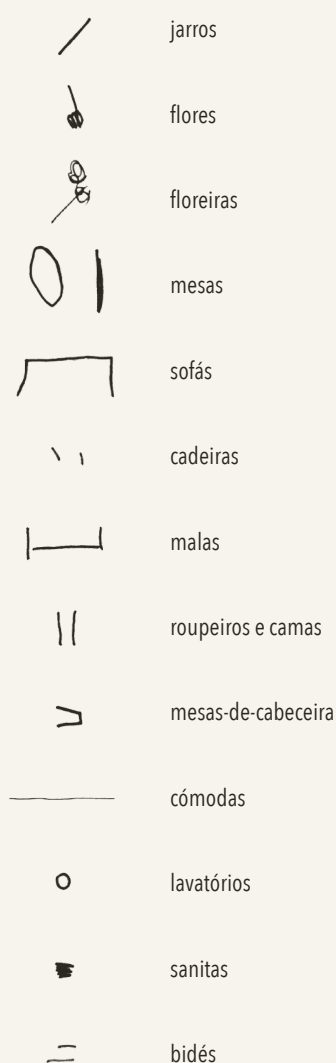 jarros
flores
floreiras
mesas
sofás
cadeiras
malas
roupeiros e camas
mesas-de-cabeceira
cómodas
lavatórios
sanitas
bidés